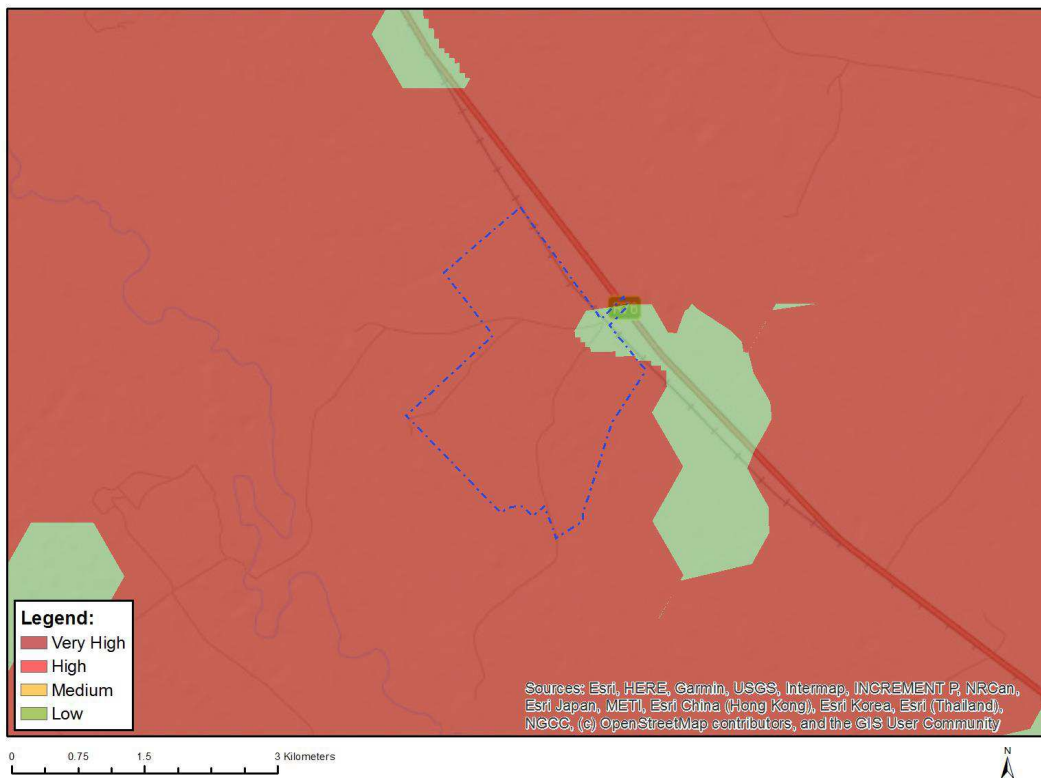 Legend:
Very High
High
Medium
Low
Sources: Esri, HERE, Garmin, USGS, Intermap, INCREMENT P, NRCan,
Esri Japan, METI, Esri China (Hong Kong), Esri Korea, Esri (Thailand),
NGCC, (c) OpenStreetMap contributors, and the GIS User Community
0 0.75 1.5 3 Kilometers
N